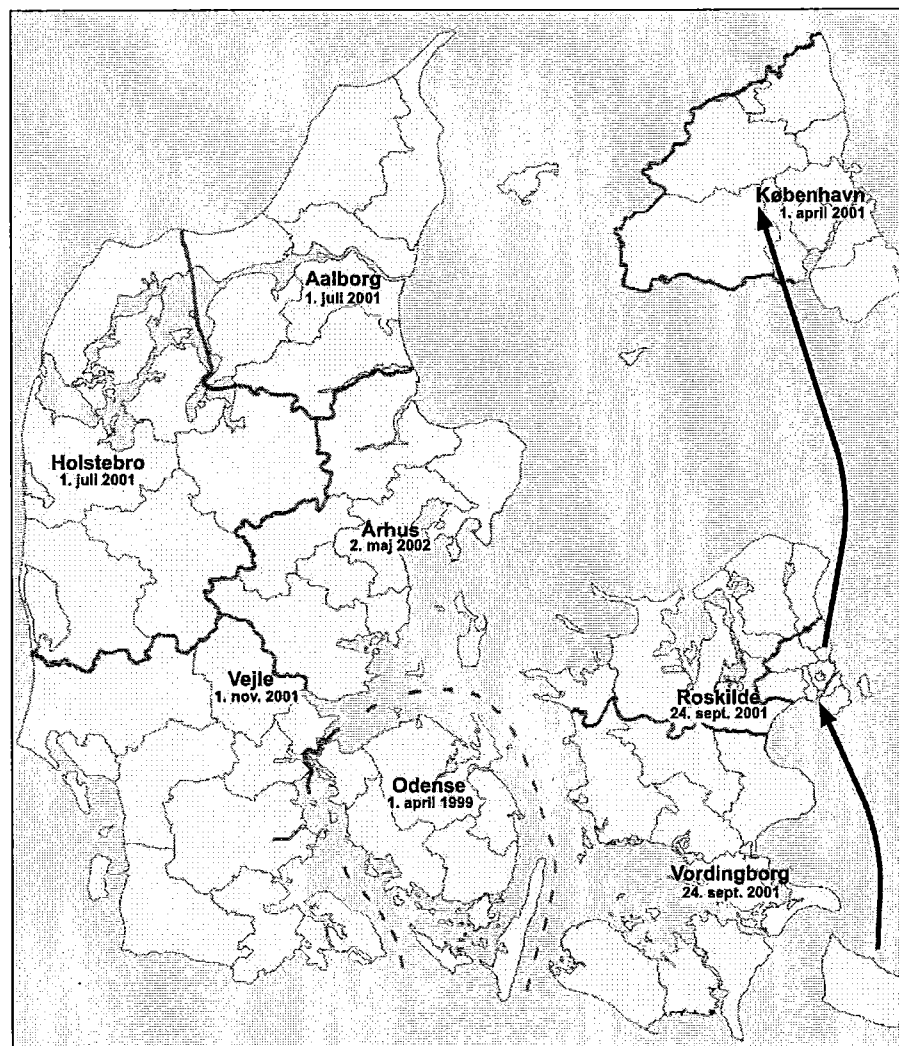 København
1. april 2001
Aalborg
1. juli 2001
Holstebro
1. juli 2001
Århus
2. maj 2002
Vejle
1. nov. 2001
Roskilde
24. sept. 2001
Odense
1. april 1999
Vordingborg
24. sept. 2001